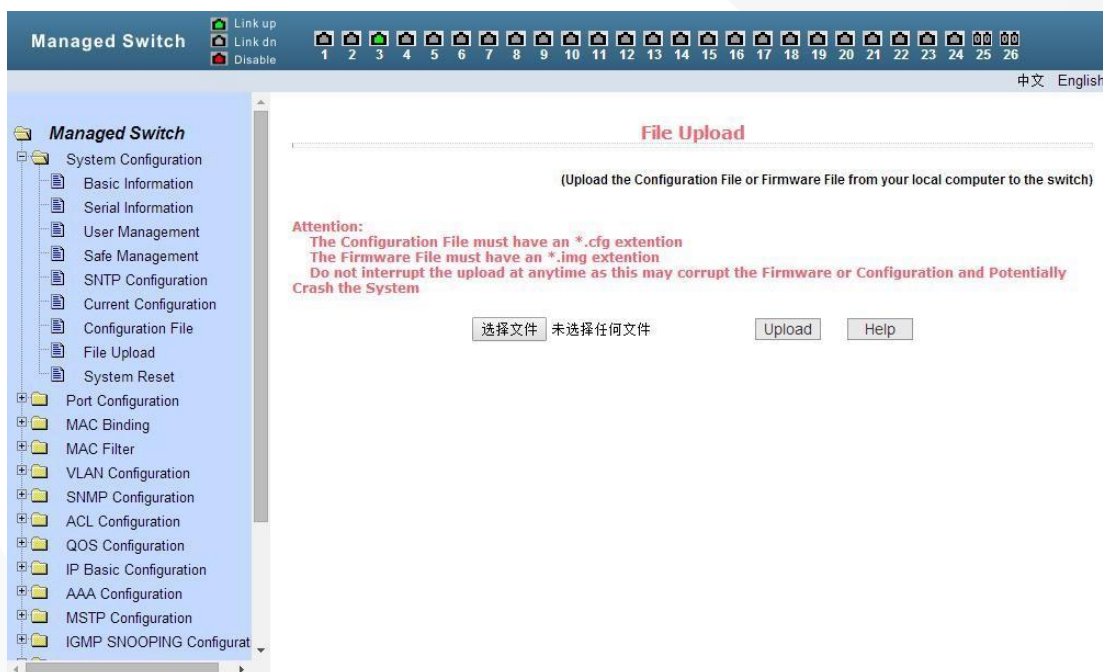 Managed Switch
Link up
Link dn
Disable
1 2 3 4 5 6 7 8 9 10 11 12 13 14 15 16 17 18 19 20 21 22 23 24 25 26
中文 English
Managed Switch
System Configuration
Basic Information
Serial Information
User Management
Safe Management
SNTP Configuration
Current Configuration
Configuration File
File Upload
System Reset
Port Configuration
MAC Binding
MAC Filter
VLAN Configuration
SNMP Configuration
ACL Configuration
QOS Configuration
IP Basic Configuration
AAA Configuration
MSTP Configuration
IGMP SNOOPING Configurat
File Upload
(Upload the Configuration File or Firmware File from your local computer to the switch)
Attention:
The Configuration File must have an *.cfg extention
The Firmware File must have an *.img extention
Do not interrupt the upload at anytime as this may corrupt the Firmware or Configuration and Potentially
Crash the System
选择文件 未选择任何文件 Upload Help